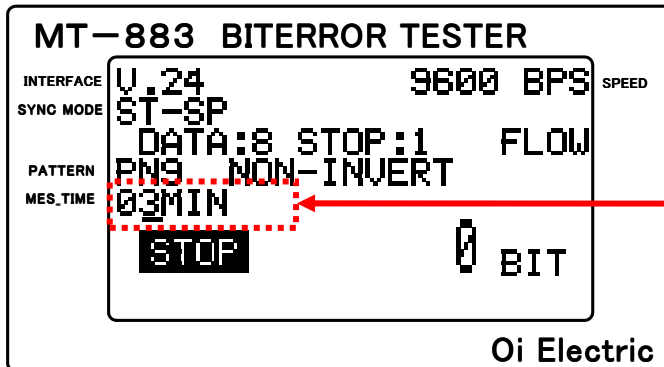 MT-883 BITERROR TESTER
INTERFACE V.24 9600 BPS SPEED
SYNC MODE ST-SP
DATA:8 STOP:1 FLOW
PATTERN PN9 NON-INVERT
MES_TIME 03MIN
STOP 0 BIT
Oi Electric